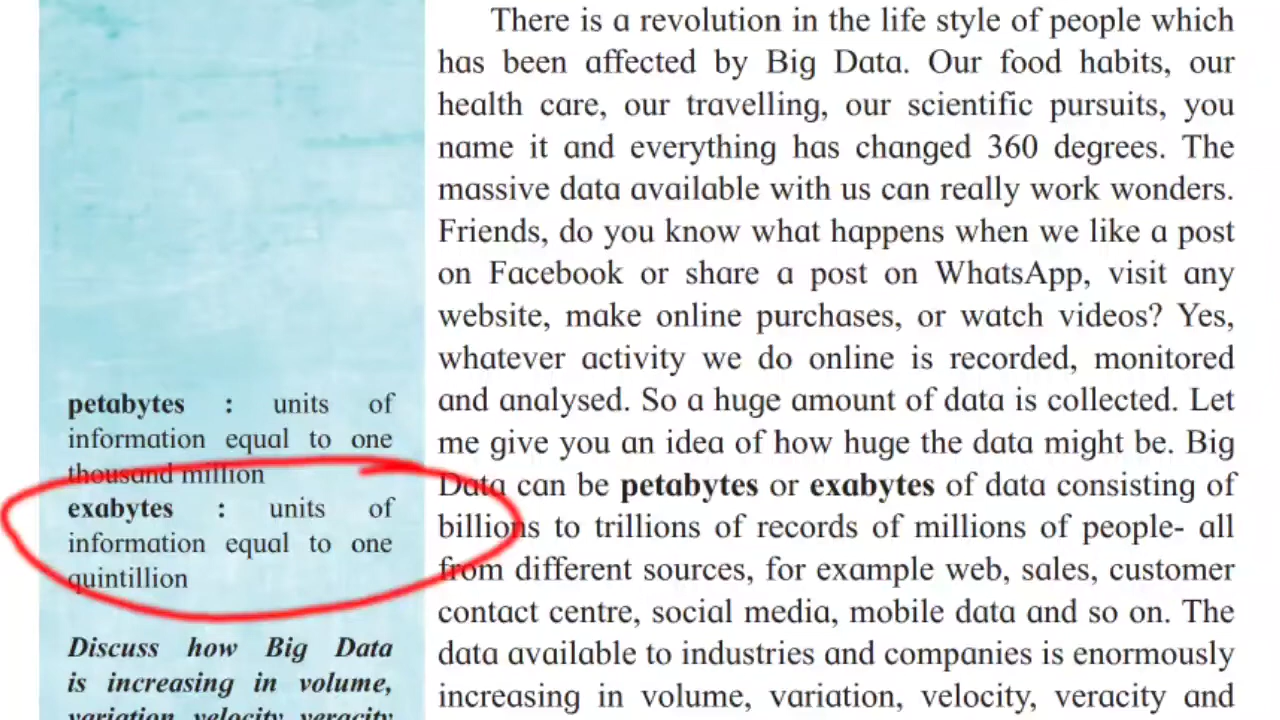 There is a revolution in the life style of people which
has been affected by Big Data. Our food habits, our
health care, our travelling, our scientific pursuits, you
name it and everything has changed 360 degrees. The
massive data available with us can really work wonders.
Friends, do you know what happens when we like a post
on Facebook or share a post on WhatsApp, visit any
website, make online purchases, or watch videos? Yes,
whatever activity we do online is recorded, monitored
and analysed. So a huge amount of data is collected. Let
me give you an idea of how huge the data might be. Big
Data can be petabytes or exabytes of data consisting of
billions to trillions of records of millions of people- all
from different sources, for example web, sales, customer
contact centre, social media, mobile data and so on. The
data available to industries and companies is enormously
increasing in volume, variation, velocity, veracity and
petabytes : units of
information equal to one
thousand million
exabytes : units of
information equal to one
quintillion
Discuss how Big Data
is increasing in volume,
variation, velocity, veracity